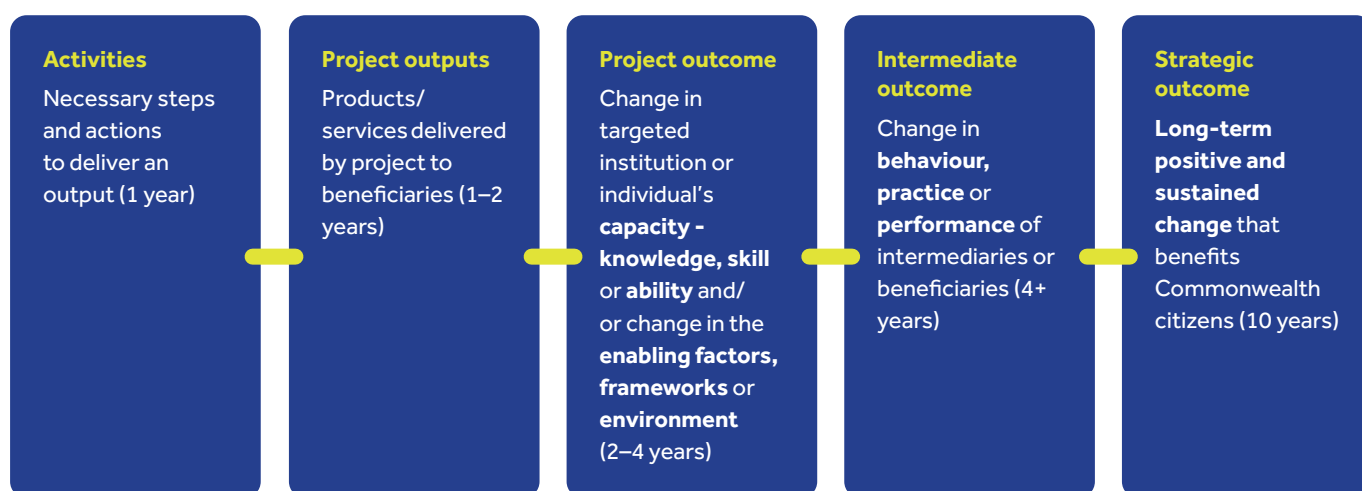 Activities
Necessary steps
and actions
to deliver an
output (1 year)
Project outputs
Products/
services delivered
by project to
beneficiaries (1–2
years)
Project outcome
Change in
targeted
institution or
individual's
capacity -
knowledge, skill
or ability and/
or change in the
enabling factors,
frameworks or
environment
(2–4 years)
Intermediate
outcome
Change in
behaviour,
practice or
performance of
intermediaries or
beneficiaries (4+
years)
Strategic
outcome
Long-term
positive and
sustained
change that
benefits
Commonwealth
citizens (10 years)